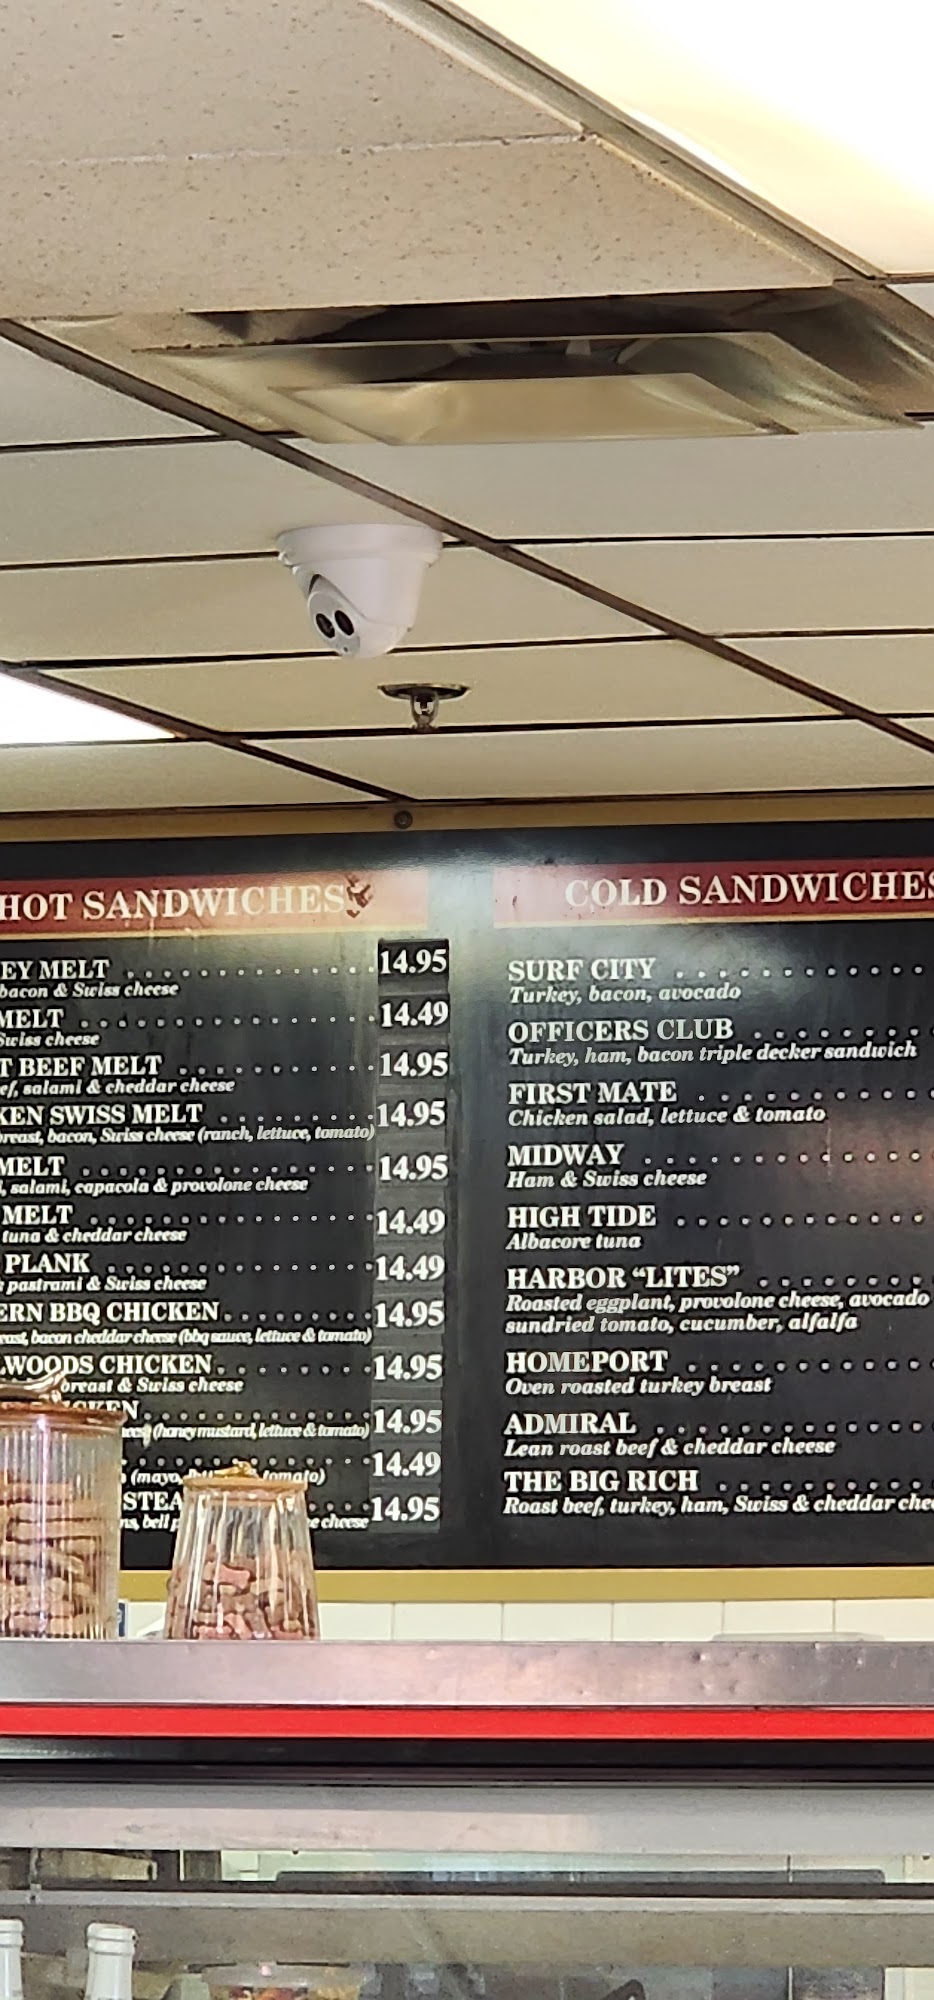 HOT SANDWICHES
EY MELT 14.95
bacon & Swiss cheese
MELT 14.49
Swiss cheese
T BEEF MELT 14.95
ef, salami & cheddar cheese
KEN SWISS MELT 14.95
breast, bacon, Swiss cheese (ranch, lettuce, tomato)
MELT 14.95
salami, capacola & provolone cheese
MELT 14.49
tuna & cheddar cheese
PLANK 14.49
pastrami & Swiss cheese
ERN BBQ CHICKEN 14.95
east, bacon cheddar cheese (bbq sauce, lettuce & tomato)
WOODS CHICKEN 14.95
breast & Swiss cheese
14.95
(honey mustard, lettuce & tomato)
14.49
(mayo, tomato)
STEA 14.95
bell cheese
COLD SANDWICHES
SURF CITY
Turkey, bacon, avocado
OFFICERS CLUB
Turkey, ham, bacon triple decker sandwich
FIRST MATE
Chicken salad, lettuce & tomato
MIDWAY
Ham & Swiss cheese
HIGH TIDE
Albacore tuna
HARBOR “LITES”
Roasted eggplant, provolone cheese, avocado
sundried tomato, cucumber, alfalfa
HOMEPORT
Oven roasted turkey breast
ADMIRAL
Lean roast beef & cheddar cheese
THE BIG RICH
Roast beef, turkey, ham, Swiss & cheddar chee